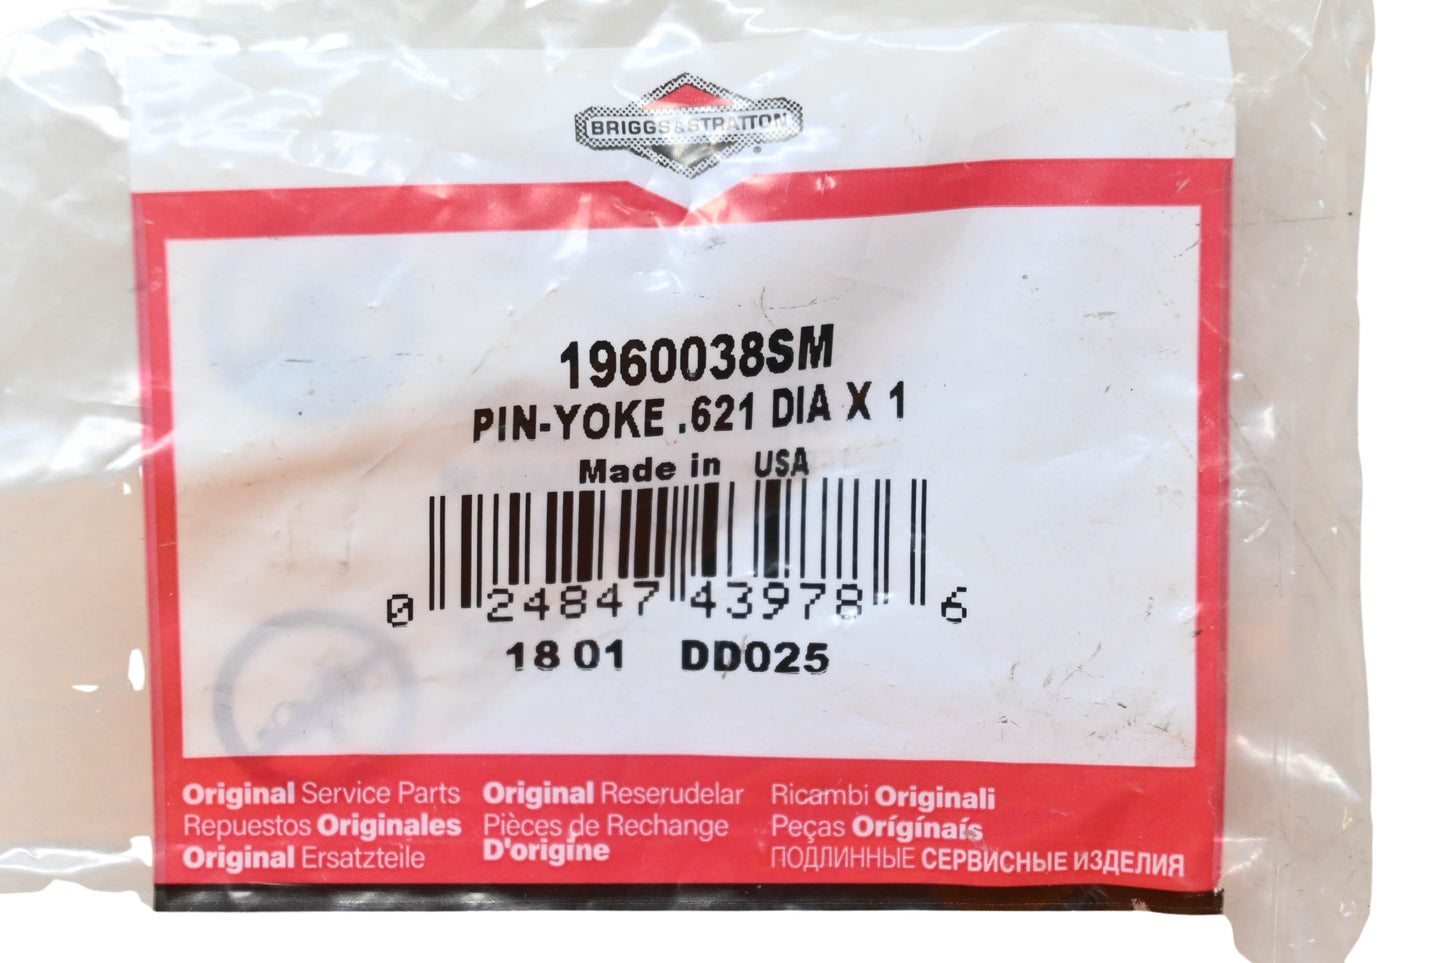 BRIGGS&STRATTON
1960038SM
PIN-YOKE .621 DIA X 1
Made in USA
0 24847 43978 6
18 01 DD025
Original Service Parts
Repuestos Originales
Original Ersatzteile
Original Reserudelar
Pièces de Rechange
D'origine
Ricambi Originali
Peças Originais
ПОДЛИННЫЕ СЕРВИСНЫЕ ИЗДЕЛИЯ